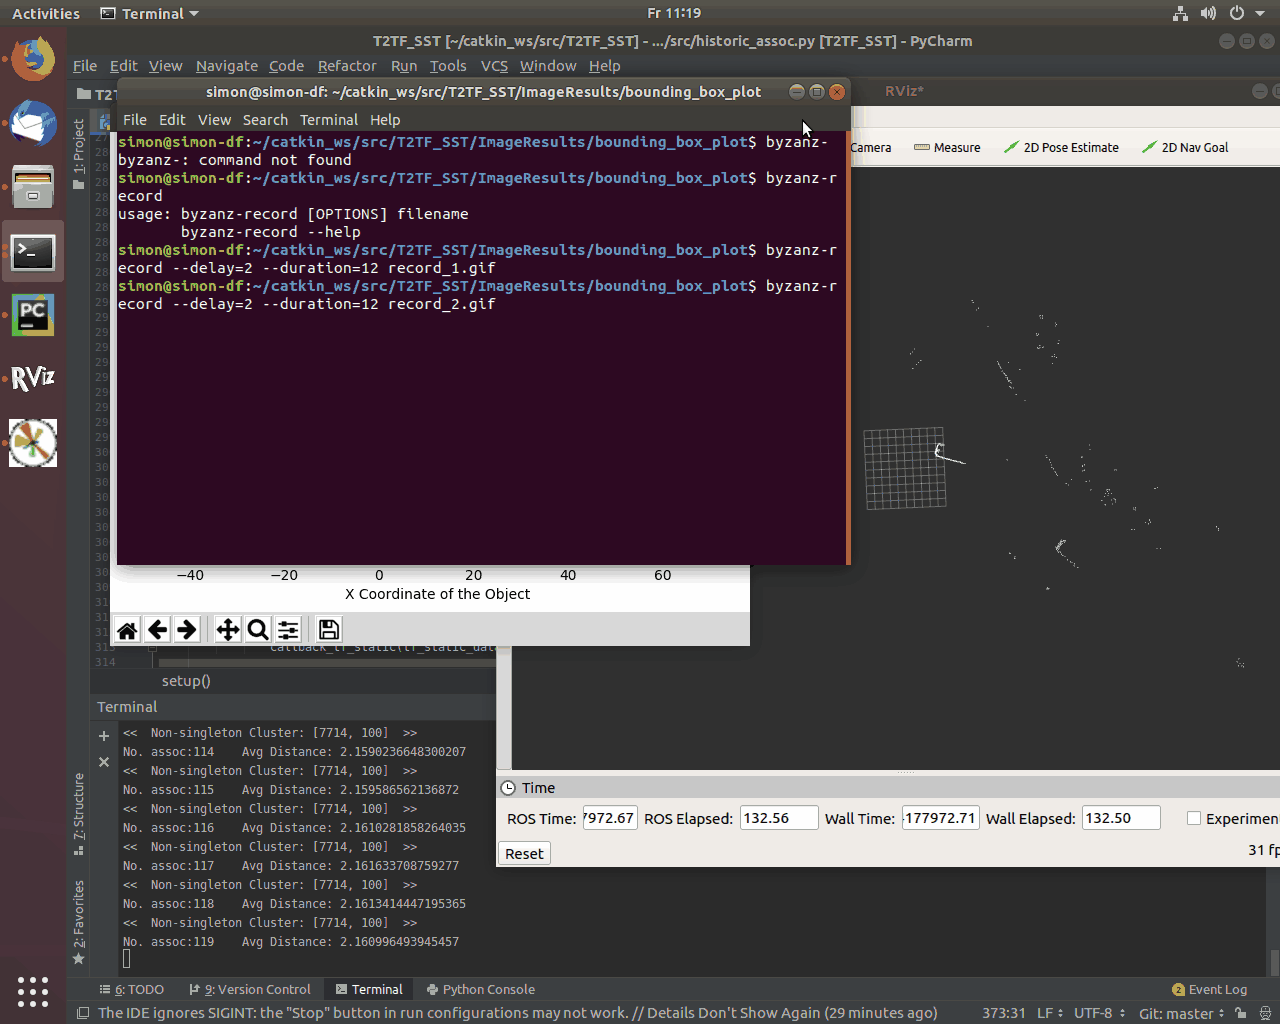 Activities
Terminal
Fr 11:19
T2TF_SST [~/catkin_ws/src/T2TF_SST] - .../src/historic_assoc.py [T2TF_SST] - PyCharm
File Edit View Navigate Code Refactor Run Tools VCS Window Help
simon@simon-df: ~/catkin_ws/src/T2TF_SST/ImageResults/bounding_box_plot
RViz*
File Edit View Search Terminal Help
Camera Measure 2D Pose Estimate 2D Nav Goal
simon@simon-df:~/catkin_ws/src/T2TF_SST/ImageResults/bounding_box_plot$ byzanz-
byzanz-: command not found
simon@simon-df:~/catkin_ws/src/T2TF_SST/ImageResults/bounding_box_plot$ byzanz-r
ecord
usage: byzanz-record [OPTIONS] filename
byzanz-record --help
simon@simon-df:~/catkin_ws/src/T2TF_SST/ImageResults/bounding_box_plot$ byzanz-r
ecord --delay=2 --duration=12 record_1.gif
simon@simon-df:~/catkin_ws/src/T2TF_SST/ImageResults/bounding_box_plot$ byzanz-r
ecord --delay=2 --duration=12 record_2.gif
1: Project
PC
RViz
−40 −20 0 20 40 60
X Coordinate of the Object
314
setup()
Terminal
<< Non-singleton Cluster: [7714, 100] >>
No. assoc:114 Avg Distance: 2.1590236648300207
<< Non-singleton Cluster: [7714, 100] >>
No. assoc:115 Avg Distance: 2.159586562136872
<< Non-singleton Cluster: [7714, 100] >>
No. assoc:116 Avg Distance: 2.1610281858264035
<< Non-singleton Cluster: [7714, 100] >>
No. assoc:117 Avg Distance: 2.161633708759277
<< Non-singleton Cluster: [7714, 100] >>
No. assoc:118 Avg Distance: 2.1613414447195365
<< Non-singleton Cluster: [7714, 100] >>
No. assoc:119 Avg Distance: 2.160996493945457
7: Structure
2: Favorites
Time
ROS Time: 7972.67 ROS Elapsed: 132.56 Wall Time: 177972.71 Wall Elapsed: 132.50 Experimen
Reset
31 fp
6: TODO 9: Version Control Terminal Python Console 2 Event Log
The IDE ignores SIGINT: the "Stop" button in run configurations may not work. // Details Don't Show Again (29 minutes ago) 373:31 LF UTF-8 Git: master